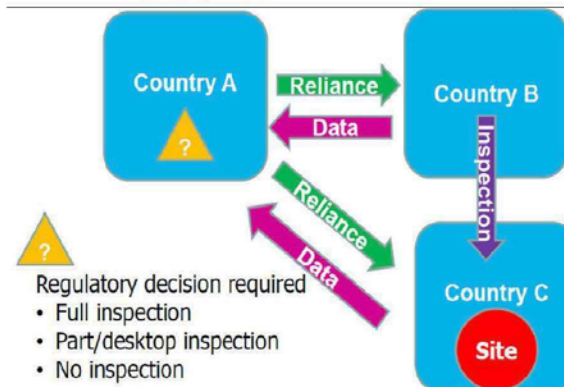 Country A
?
Reliance
Data
Country B
Inspection
Reliance
Data
?
Regulatory decision required
• Full inspection
• Part/desktop inspection
• No inspection
Country C
Site